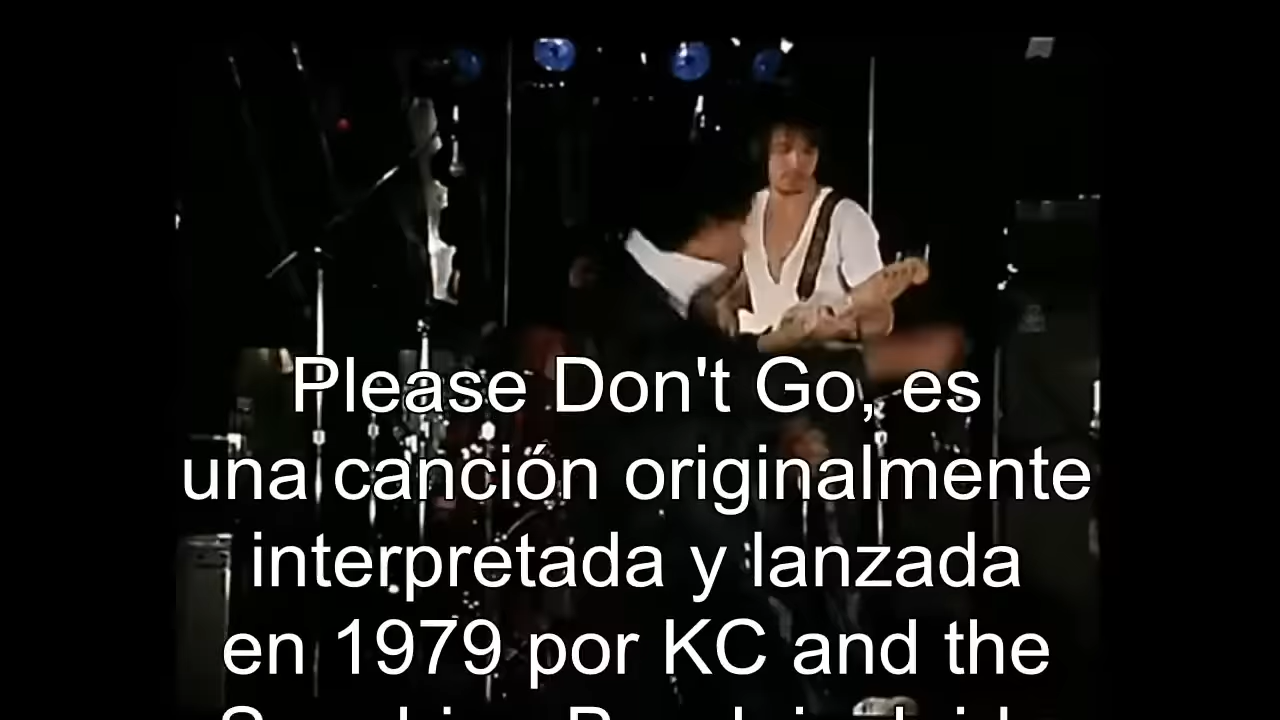 Please Don't Go, es
una canción originalmente
interpretada y lanzada
en 1979 por KC and the